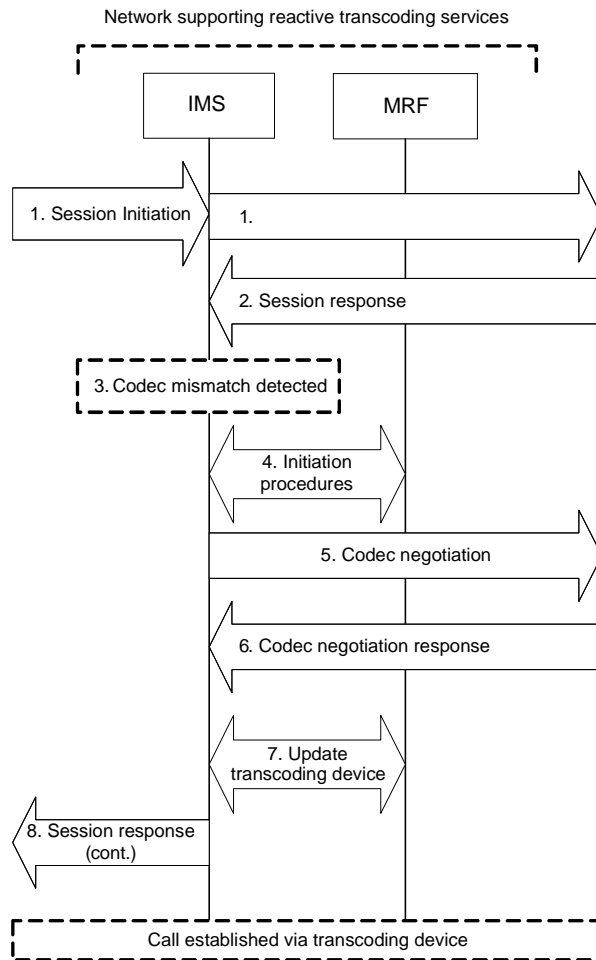 Network supporting reactive transcoding services
IMS
MRF
1. Session Initiation
1.
2. Session response
3. Codec mismatch detected
4. Initiation
procedures
5. Codec negotiation
6. Codec negotiation response
7. Update
transcoding device
8. Session response
(cont.)
Call established via transcoding device